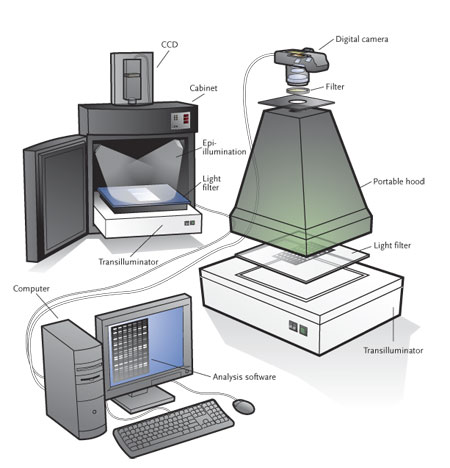 CCD
Digital camera
Cabinet
Filter
Epi-
illumination
Light
filter
Portable hood
Light filter
Transilluminator
Computer
Transilluminator
Analysis software